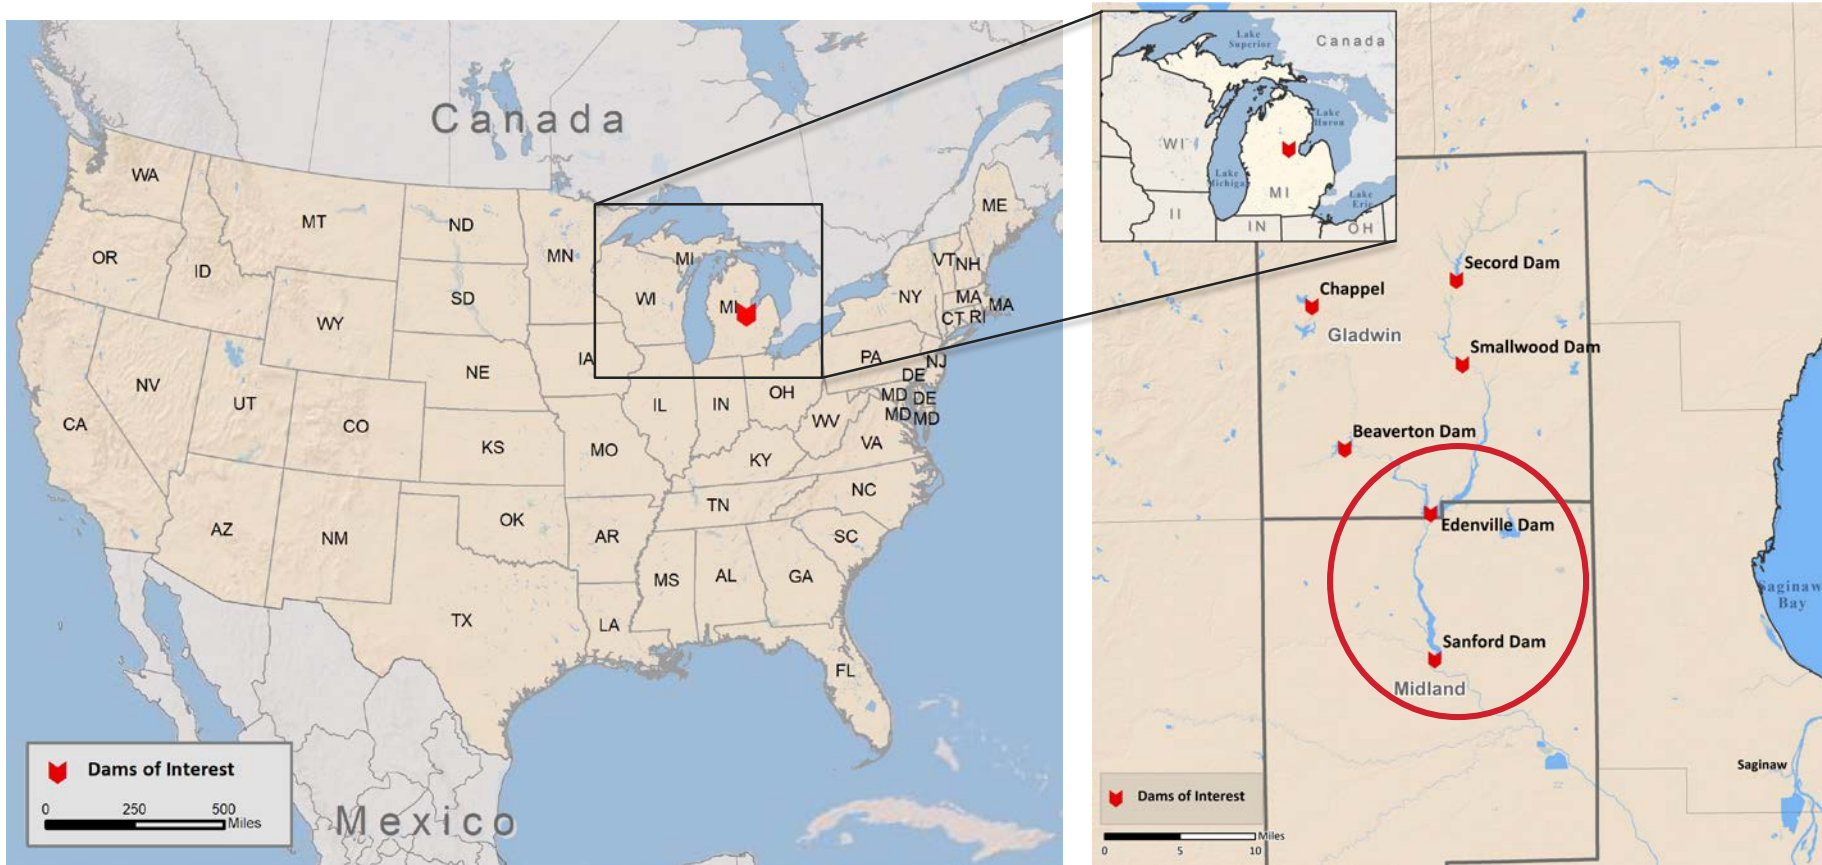 Canada
WA
MT
ND
MN
ME
OR
ID
SD
WI
MI
MI
VT
NH
NY
MA
MA
CT
RI
WY
IA
PA
NJ
NE
NV
UT
IL
IN
OH
DE
MD
DE
MD
MD
CA
CO
KS
MO
WV
VA
KY
NC
TN
AZ
NM
OK
AR
SC
MS
AL
GA
TX
LA
FL
Mexico
Dams of Interest
0 250 500
Miles
Lake
Superior
Canada
Lake
Huron
WI
Lake
Michigan
MI
Lake
Erie
IN
OH
Secord Dam
Chappel
Gladwin
Smallwood Dam
Beaverton Dam
Edenville Dam
Saginaw
Bay
Sanford Dam
Midland
Saginaw
Dams of Interest
Miles
0 5 10